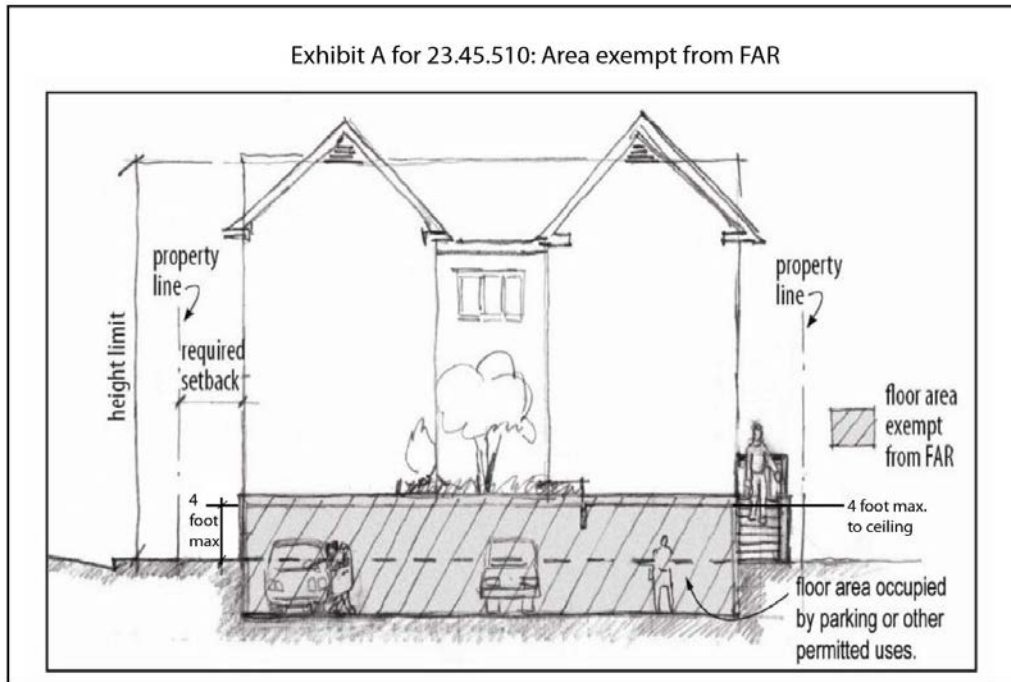 Exhibit A for 23.45.510: Area exempt from FAR
height limit
property
line
required
setback
property
line
floor area
exempt
from FAR
4
foot
max
4 foot max.
to ceiling
floor area occupied
by parking or other
permitted uses.